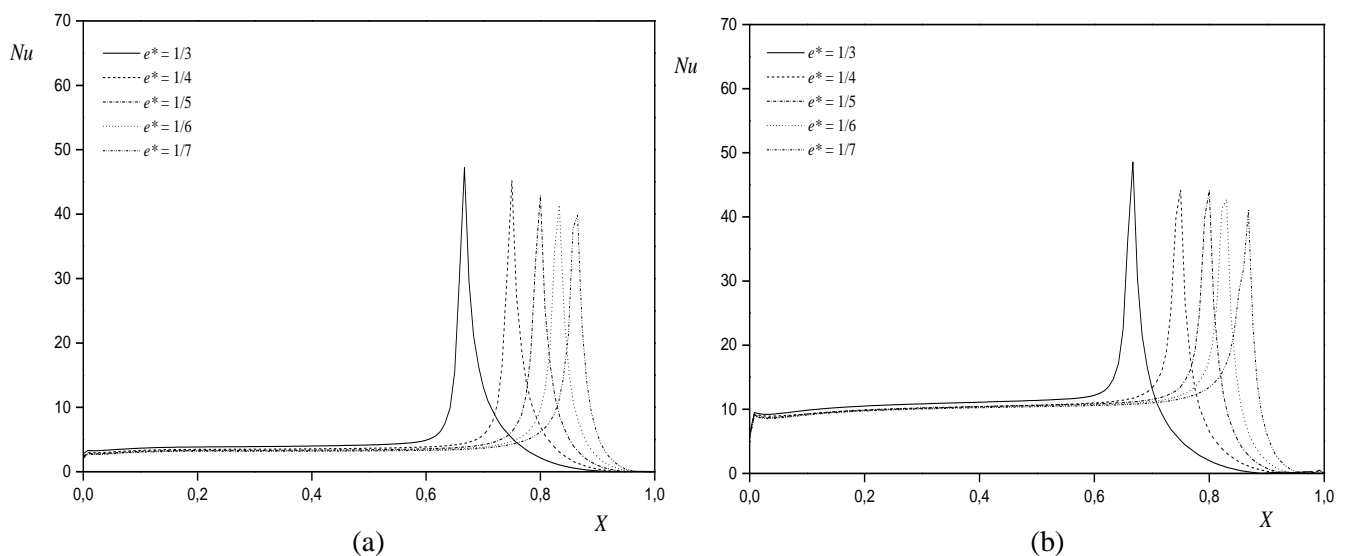 70
60
50
40
30
20
10
0
Nu
e* = 1/3
e* = 1/4
e* = 1/5
e* = 1/6
e* = 1/7
0,0 0,2 0,4 0,6 0,8 1,0
X
(a)
70
60
50
40
30
20
10
0
Nu
e* = 1/3
e* = 1/4
e* = 1/5
e* = 1/6
e* = 1/7
0,0 0,2 0,4 0,6 0,8 1,0
X
(b)